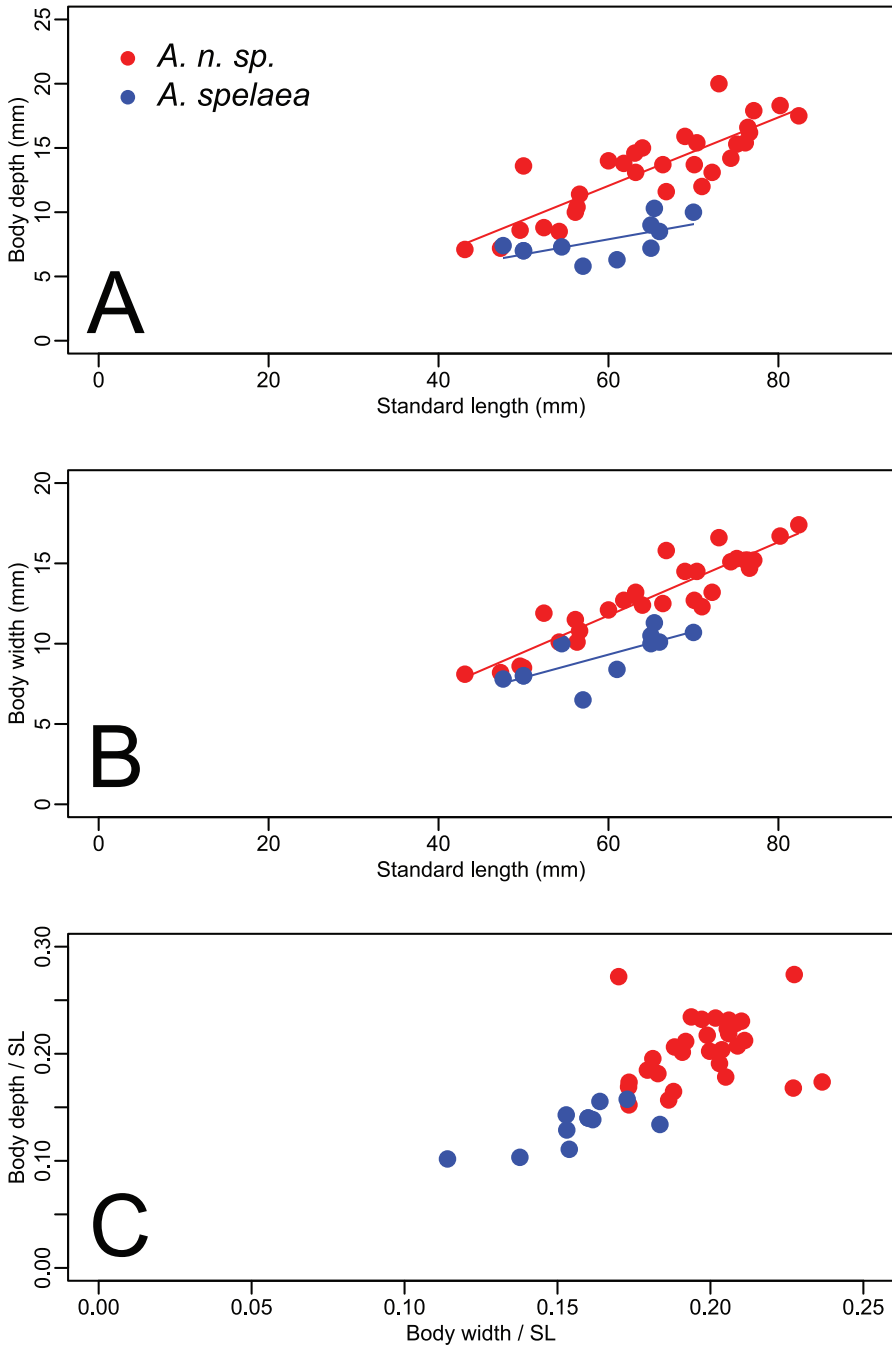 A. n. sp.
A. spelaea
Body depth (mm)
0
5
10
15
20
25
A
0
20
40
60
80
Standard length (mm)
Body width (mm)
0
5
10
15
20
B
0
20
40
60
80
Standard length (mm)
Body depth / SL
0.00
0.10
0.20
0.30
C
0.00
0.05
0.10
0.15
0.20
0.25
Body width / SL